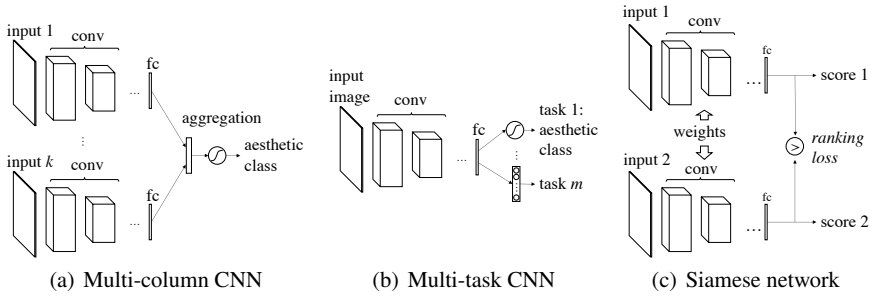 input 1
conv
fc
...
aggregation
...
aesthetic
class
input k
conv
fc
...
(a) Multi-column CNN
input
image
conv
...
fc
task 1:
aesthetic
class
...
task m
(b) Multi-task CNN
input 1
conv
fc
...
score 1
weights
>
ranking
loss
input 2
conv
fc
...
score 2
(c) Siamese network